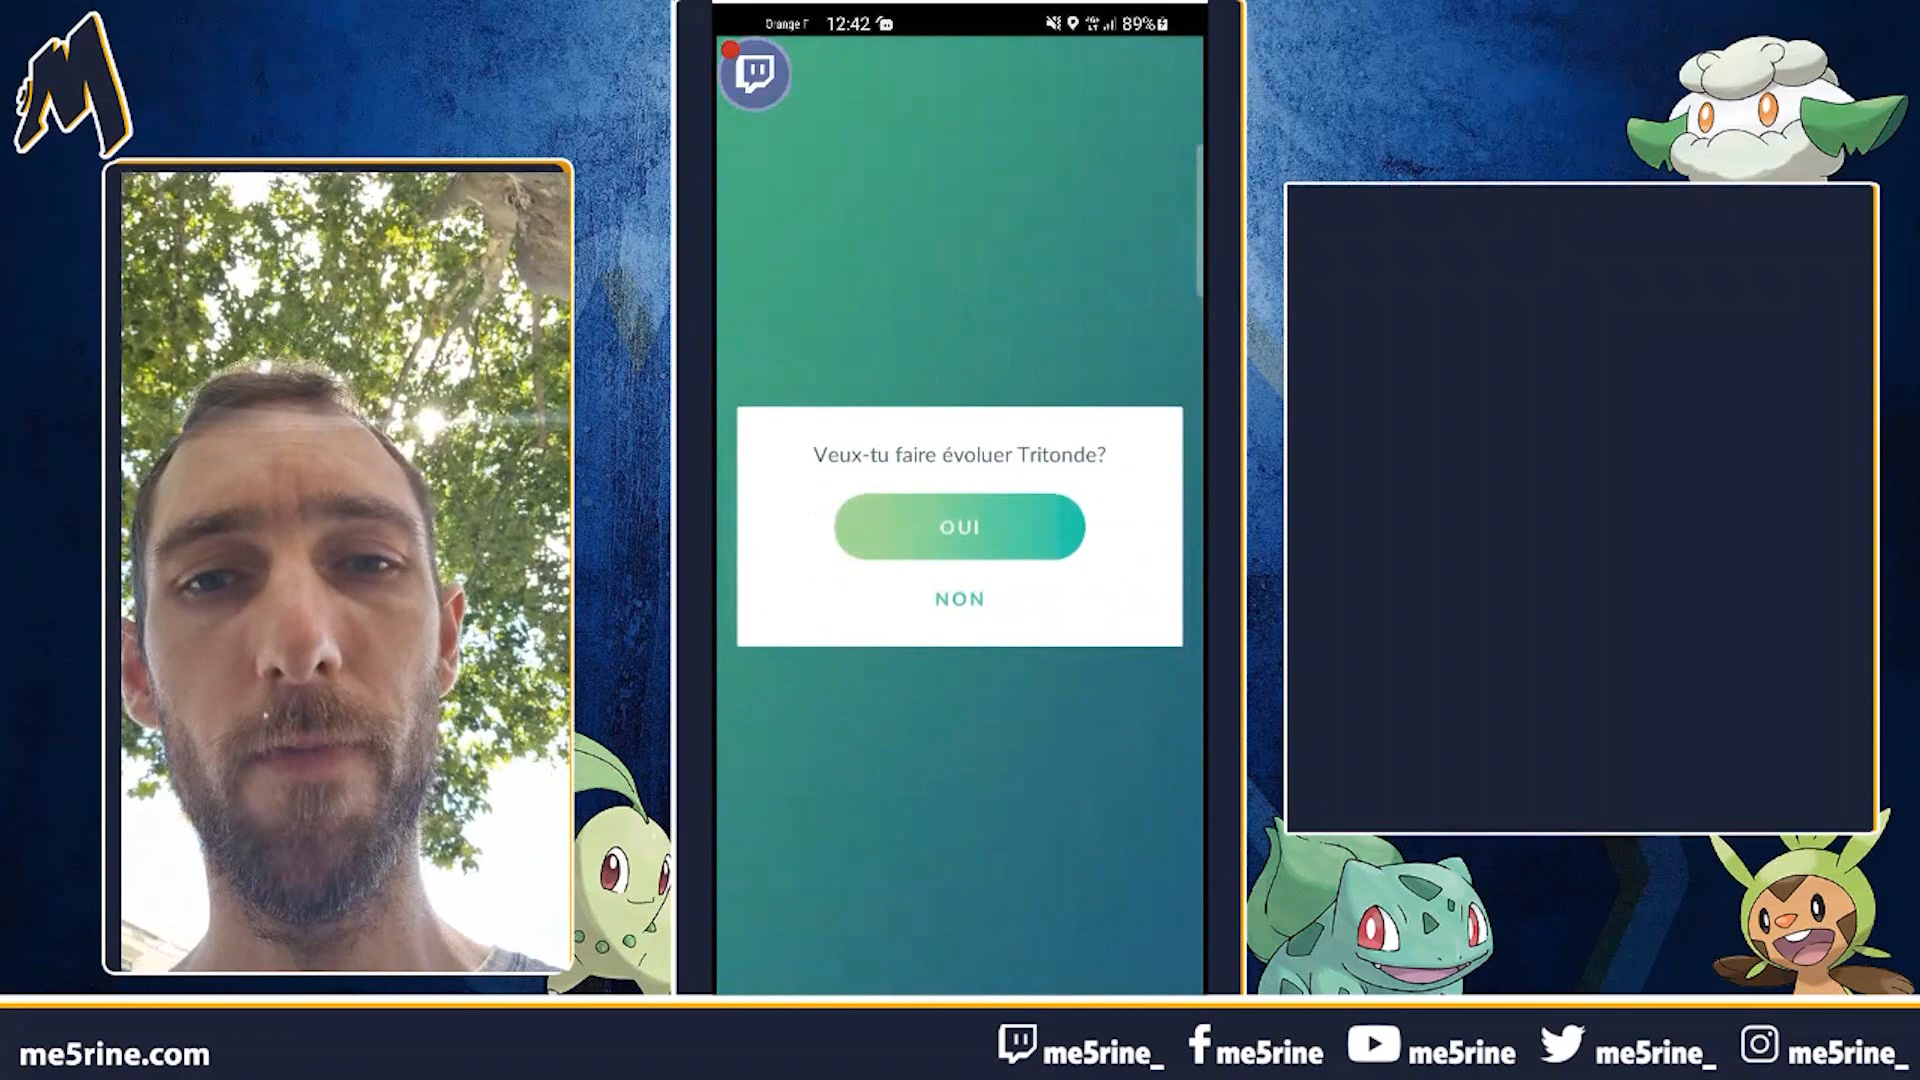 M
Orange F 12:42 89%
Veux-tu faire évoluer Tritonde?
OUI
NON
me5rine.com
me5rine_
me5rine
me5rine
me5rine_
me5rine_